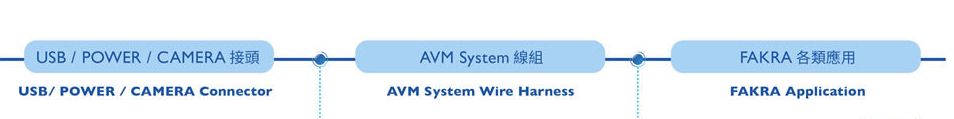 USB / POWER / CAMERA 接頭
AVM System 線組
FAKRA 各類應用
USB/ POWER / CAMERA Connector
AVM System Wire Harness
FAKRA Application